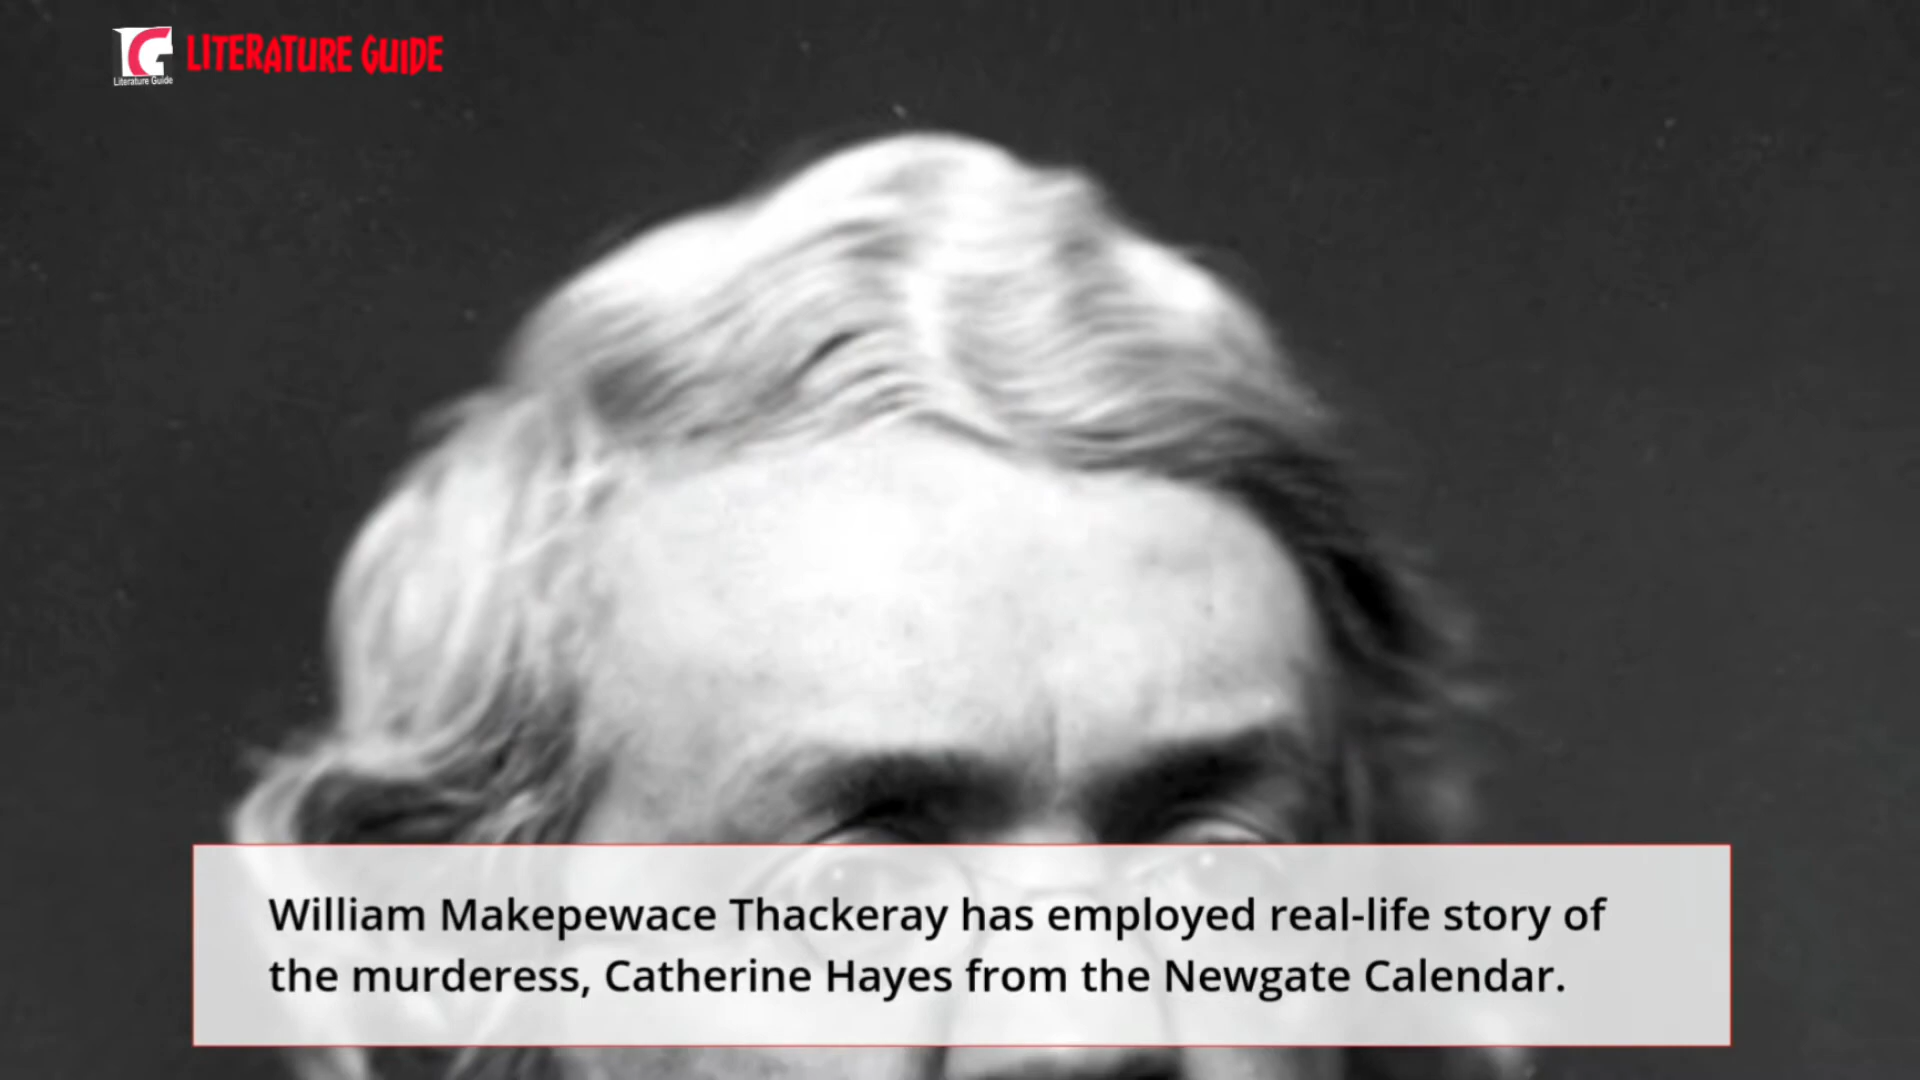 LITERATURE GUIDE
Literature Guide
William Makepewace Thackeray has employed real-life story of
the murderess, Catherine Hayes from the Newgate Calendar.